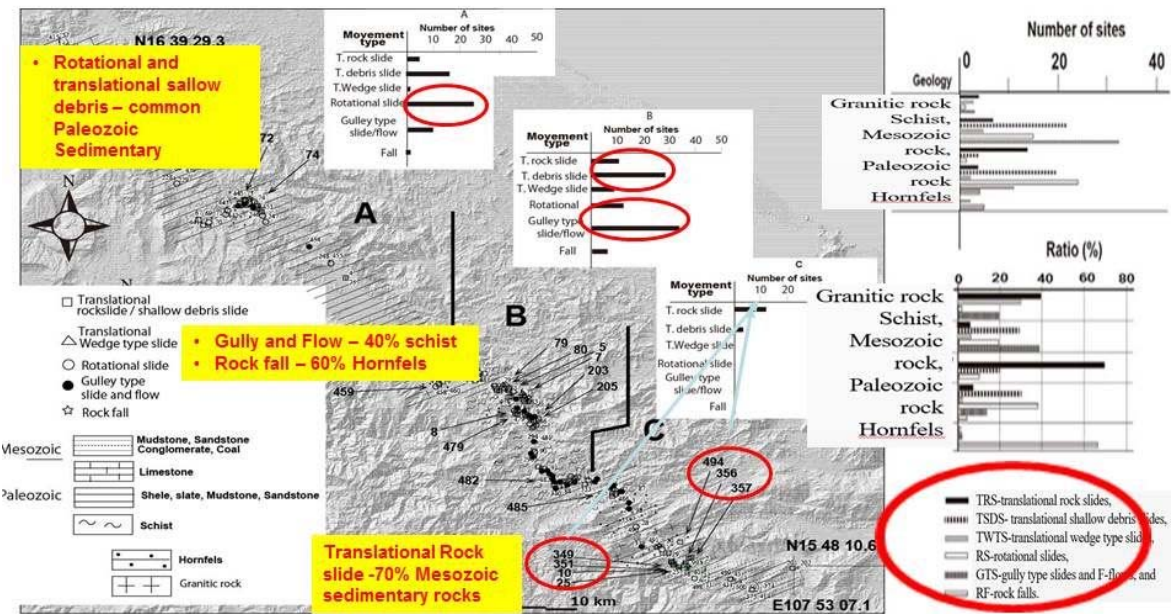 N16 39 29.3
• Rotational and
translational sallow
debris – common
Paleozoic
Sedimentary
72
74
N
A
B
C
A
Movement
type
Number of sites
10 20 30 40 50
T. rock slide
T. debris slide
T.Wedge slide
Rotational slide
Gulley type
slide/flow
Fall
B
Movement
type
Number of sites
10 20 30 40 50
T. rock slide
T. debris slide
T. Wedge slide
Rotational
Gulley type
slide/flow
Fall
C
Movement
type
Number of sites
10 20
T. rock slide
T. debris slide
T.Wedge slide
Rotational slide
Gulley type
slide/flow
Fall
Translational
rockslide / shallow debris slide
Translational
Wedge type slide
Rotational slide
Gulley type
slide and flow
Rock fall
Mesozoic
Mudstone, Sandstone
Conglomerate, Coal
Limestone
Paleozoic
Shele, slate, Mudstone, Sandstone
Schist
Hornfels
Granitic rock
• Gully and Flow – 40% schist
• Rock fall – 60% Hornfels
79
80
5
7
203
205
459
8
479
482
485
494
356
357
349
351
10
25
Translational Rock
slide -70% Mesozoic
sedimentary rocks
10 km
N15 48 10.6
E107 53 07.1
Number of sites
0 20 40
Geology
Granitic rock
Schist,
Mesozoic
rock,
Paleozoic
rock
Hornfels
Ratio (%)
0 20 40 60 80
Granitic rock
Schist,
Mesozoic
rock,
Paleozoic
rock
Hornfels
TRS-translational rock slides,
TSDS- translational shallow debris slides,
TWTS-translational wedge type slides,
RS-rotational slides,
GTS-gully type slides and F-flows, and
RF-rock falls.